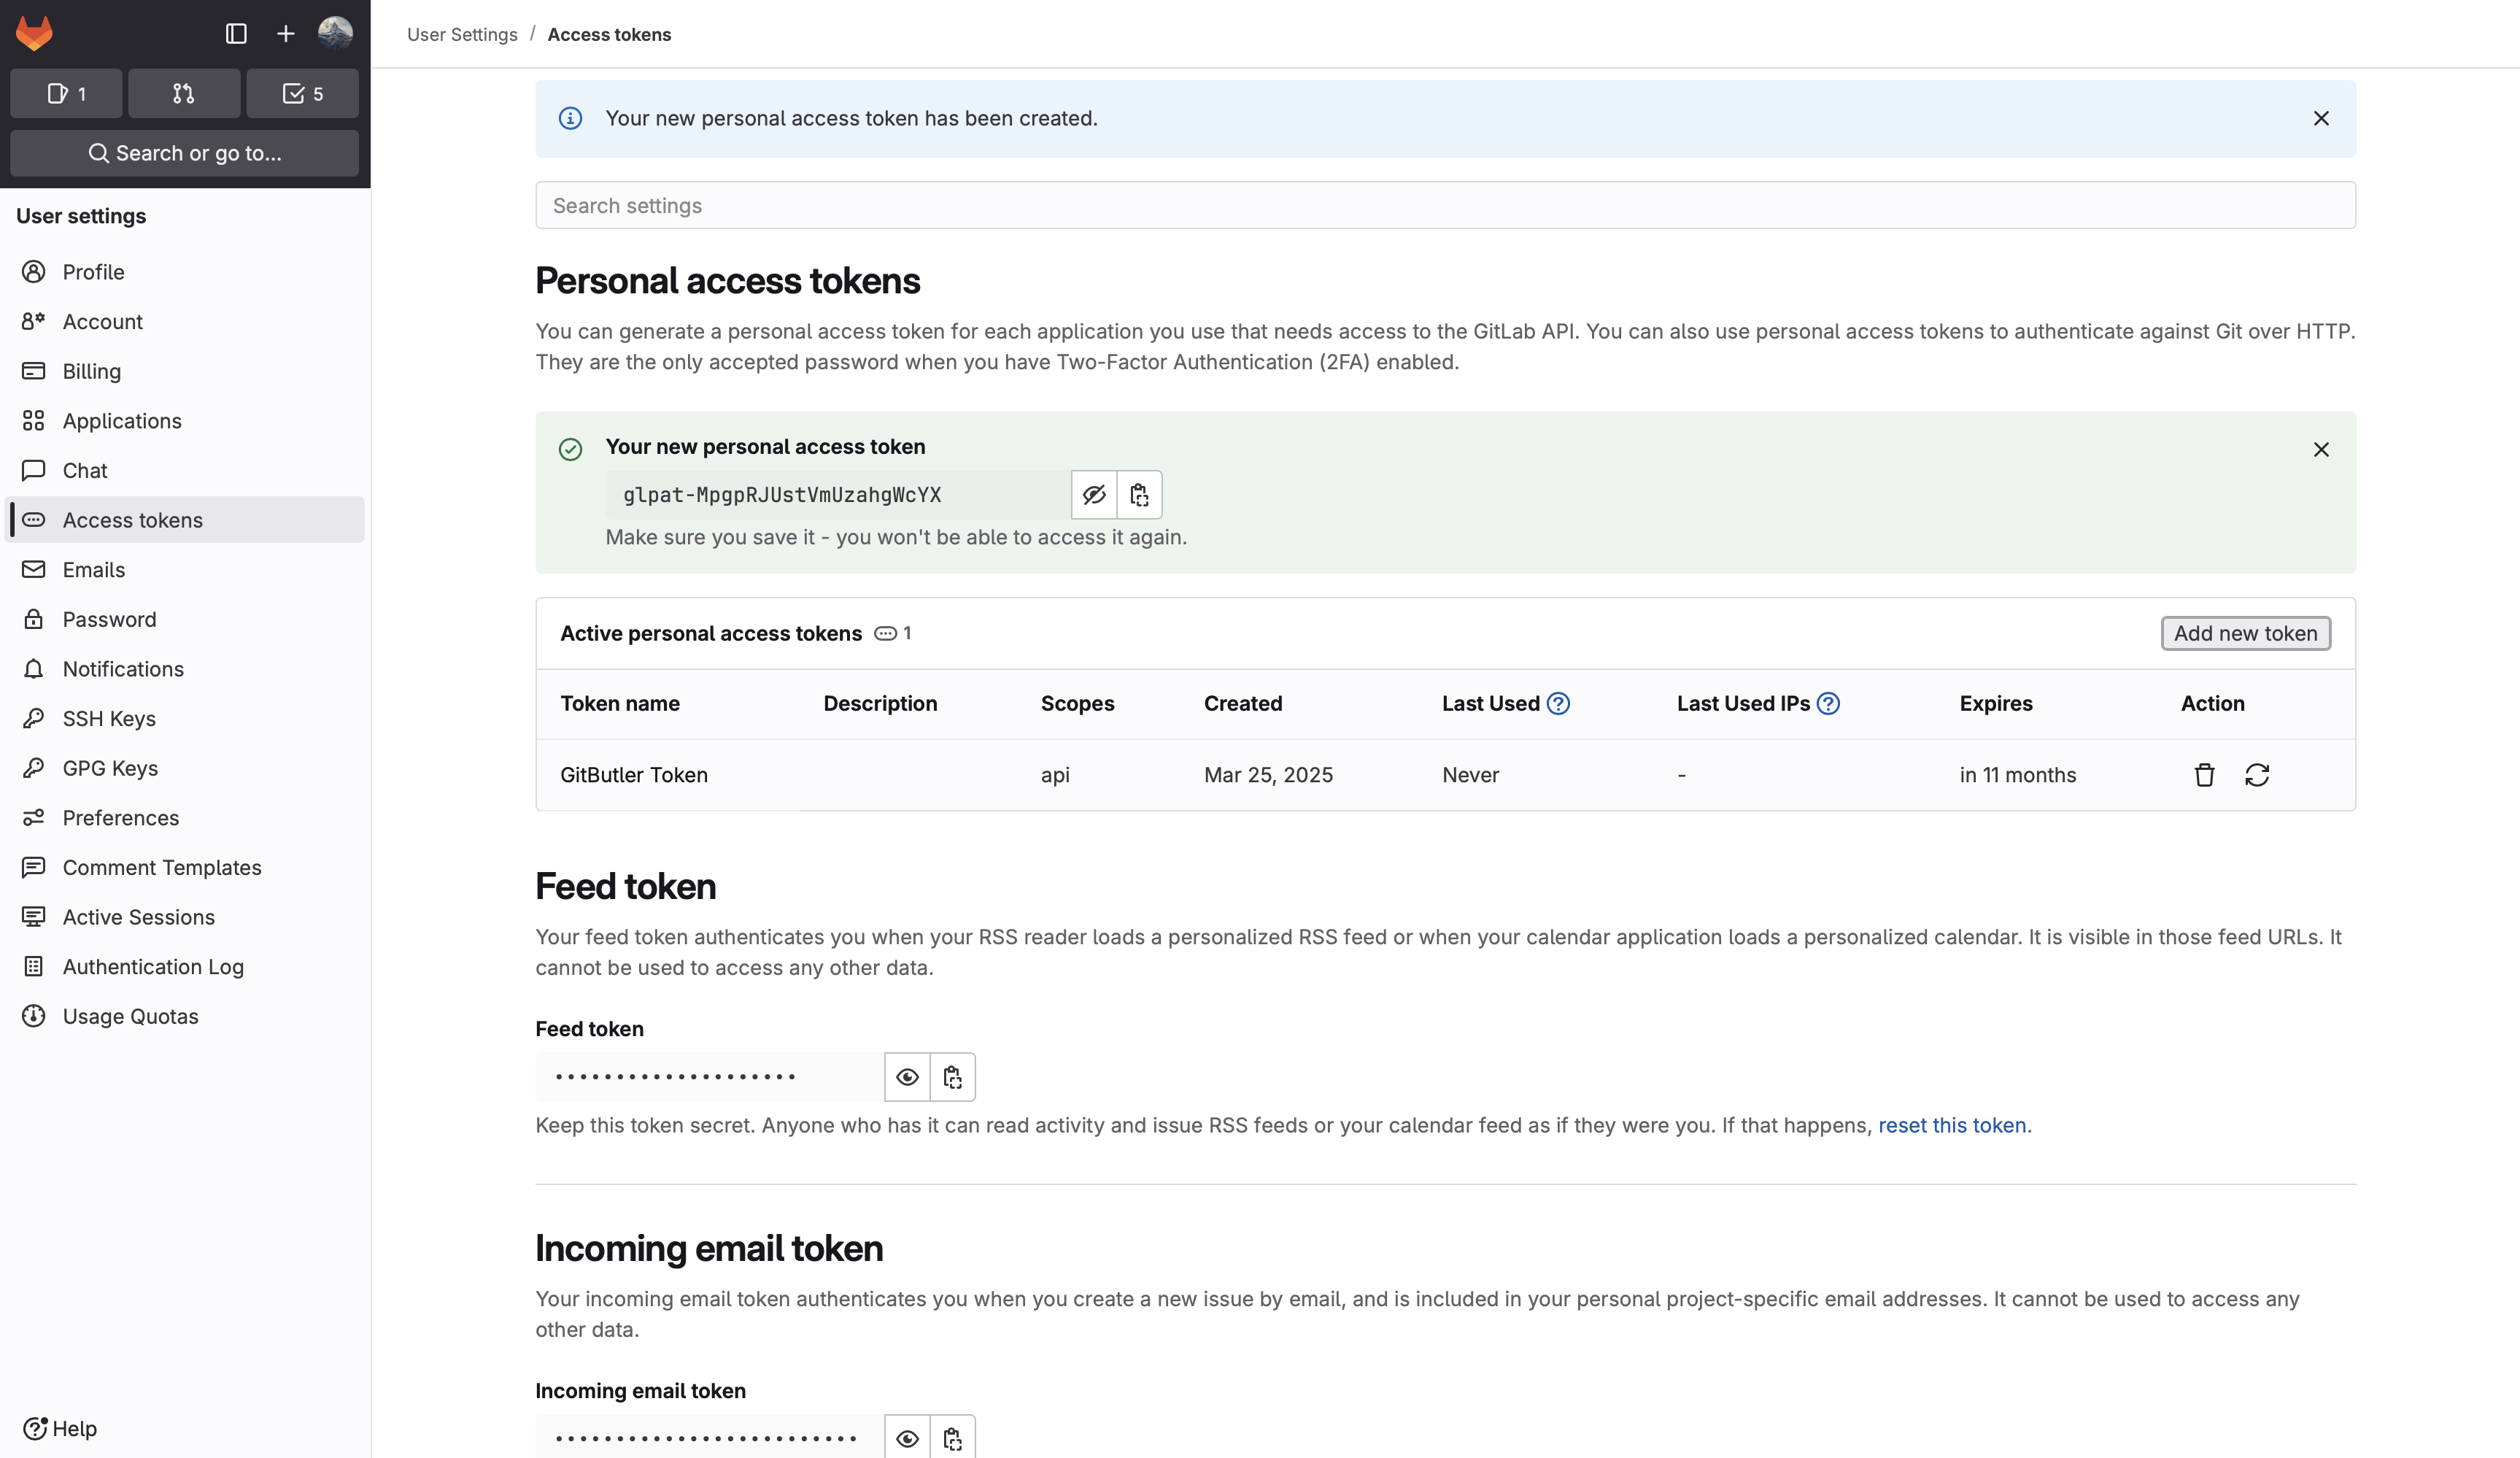 User Settings / Access tokens
1
5
Search or go to...
User settings
Profile
Account
Billing
Applications
Chat
Access tokens
Emails
Password
Notifications
SSH Keys
GPG Keys
Preferences
Comment Templates
Active Sessions
Authentication Log
Usage Quotas
Help
Your new personal access token has been created.
Search settings
Personal access tokens
You can generate a personal access token for each application you use that needs access to the GitLab API. You can also use personal access tokens to authenticate against Git over HTTP.
They are the only accepted password when you have Two-Factor Authentication (2FA) enabled.
Your new personal access token
glpat-MpgpRJUstVmUzahgWcYX
Make sure you save it - you won't be able to access it again.
Active personal access tokens 1
Add new token
Token name Description Scopes Created Last Used Last Used IPs Expires Action
GitButler Token api Mar 25, 2025 Never - in 11 months
Feed token
Your feed token authenticates you when your RSS reader loads a personalized RSS feed or when your calendar application loads a personalized calendar. It is visible in those feed URLs. It
cannot be used to access any other data.
Feed token
Keep this token secret. Anyone who has it can read activity and issue RSS feeds or your calendar feed as if they were you. If that happens, reset this token.
Incoming email token
Your incoming email token authenticates you when you create a new issue by email, and is included in your personal project-specific email addresses. It cannot be used to access any
other data.
Incoming email token